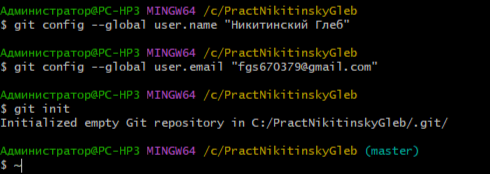 Администратор@PC-HP3 MINGW64 /c/PractNikitinskyGleb
$ git config --global user.name "Никитинский Глеб"
Администратор@PC-HP3 MINGW64 /c/PractNikitinskyGleb
$ git config --global user.email "fgs670379@gmail.com"
Администратор@PC-HP3 MINGW64 /c/PractNikitinskyGleb
$ git init
Initialized empty Git repository in C:/PractNikitinskyGleb/.git/
Администратор@PC-HP3 MINGW64 /c/PractNikitinskyGleb (master)
$ ~